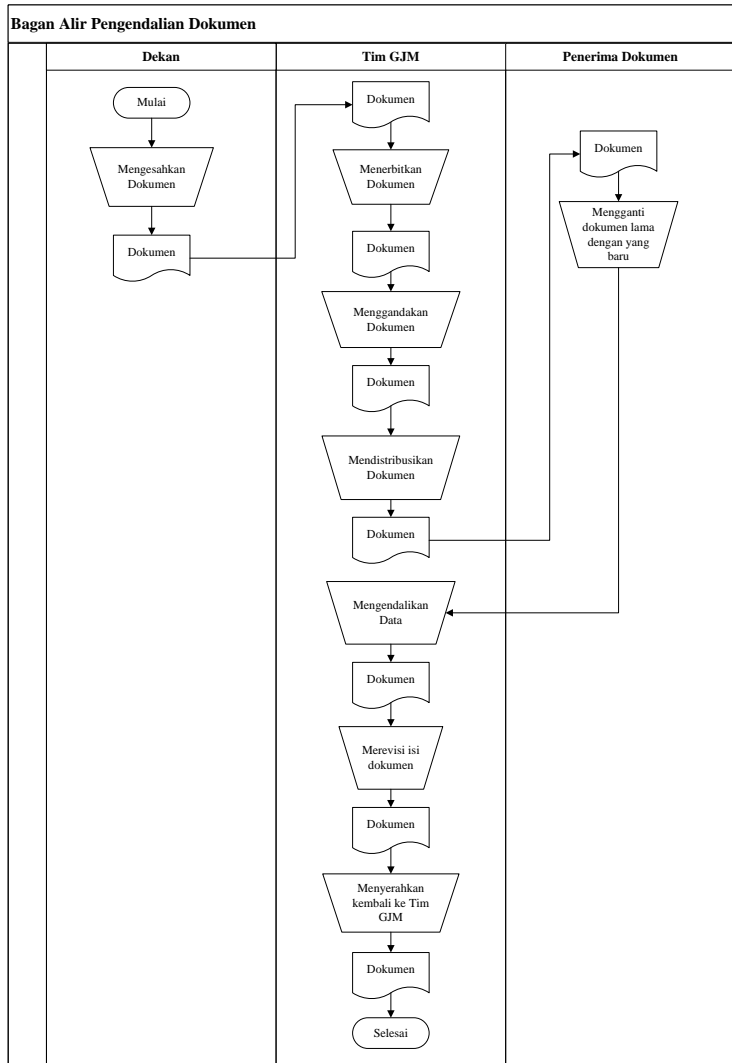 Bagan Alir Pengendalian Dokumen
Dekan
Tim GJM
Penerima Dokumen
Mulai
Mengesahkan
Dokumen
Dokumen
Dokumen
Menerbitkan
Dokumen
Dokumen
Menggandakan
Dokumen
Dokumen
Mendistribusikan
Dokumen
Dokumen
Dokumen
Mengganti
dokumen lama
dengan yang
baru
Mengendalikan
Data
Dokumen
Merevisi isi
dokumen
Dokumen
Menyerahkan
kembali ke Tim
GJM
Dokumen
Selesai